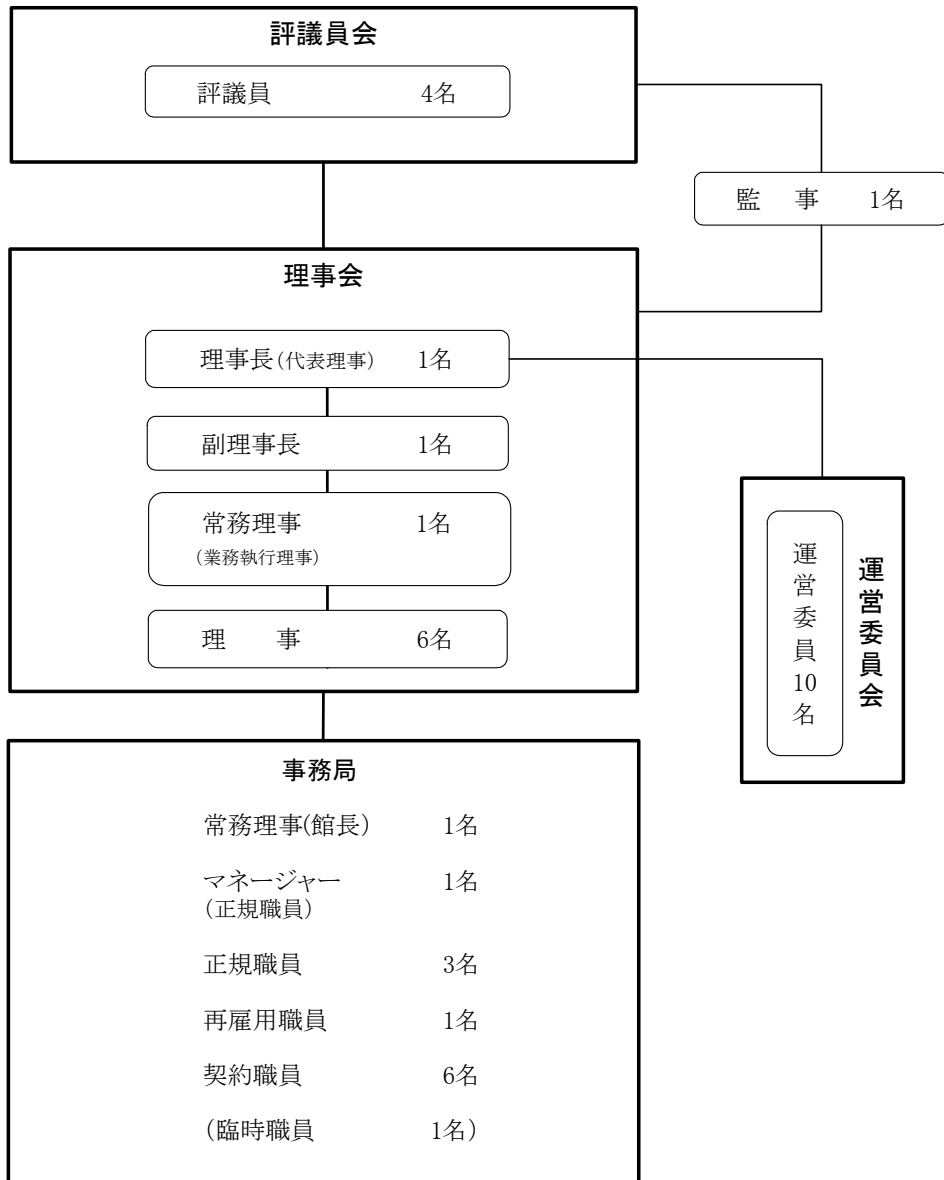 評議員会
評議員 4名
監 事 1名
理事会
理事長(代表理事) 1名
副理事長 1名
常務理事 1名
(業務執行理事)
理 事 6名
運営委員会
運営委員10名
事務局
常務理事(館長) 1名
マネージャー 1名
(正規職員)
正規職員 3名
再雇用職員 1名
契約職員 6名
(臨時職員 1名)